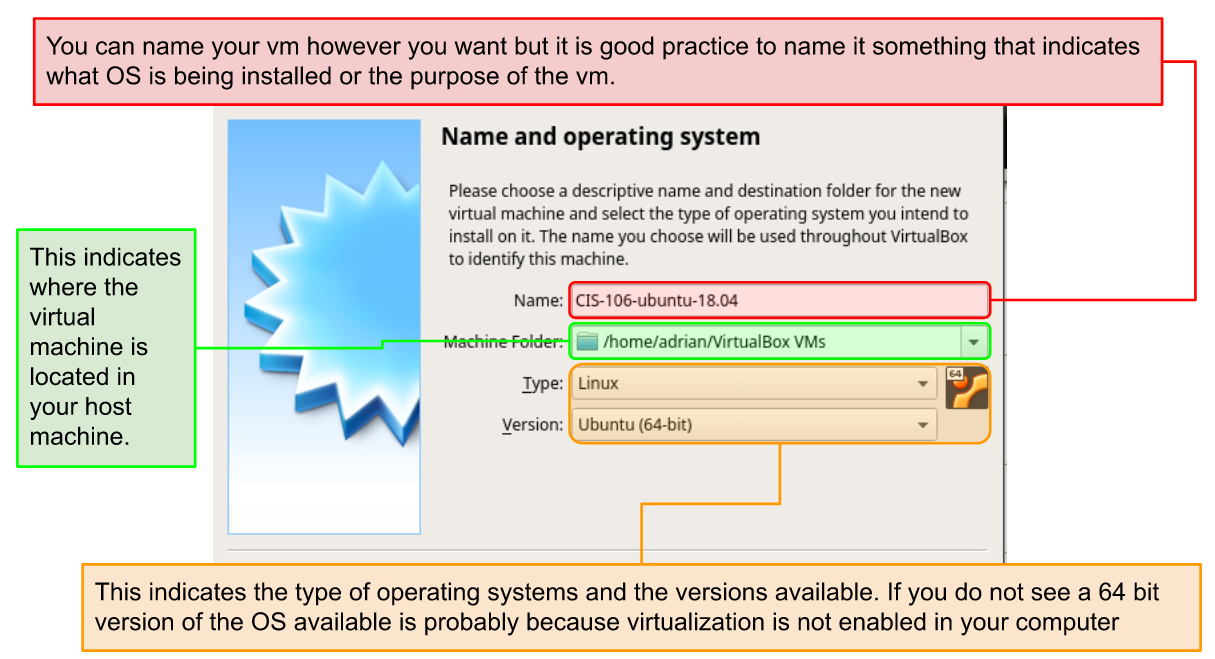 You can name your vm however you want but it is good practice to name it something that indicates
what OS is being installed or the purpose of the vm.
Name and operating system
Please choose a descriptive name and destination folder for the new
virtual machine and select the type of operating system you intend to
install on it. The name you choose will be used throughout VirtualBox
to identify this machine.
This indicates
where the
virtual
machine is
located in
your host
machine.
Name: CIS-106-ubuntu-18.04
Machine Folder: /home/adrian/VirtualBox VMs
Type: Linux
64
Version: Ubuntu (64-bit)
This indicates the type of operating systems and the versions available. If you do not see a 64 bit
version of the OS available is probably because virtualization is not enabled in your computer